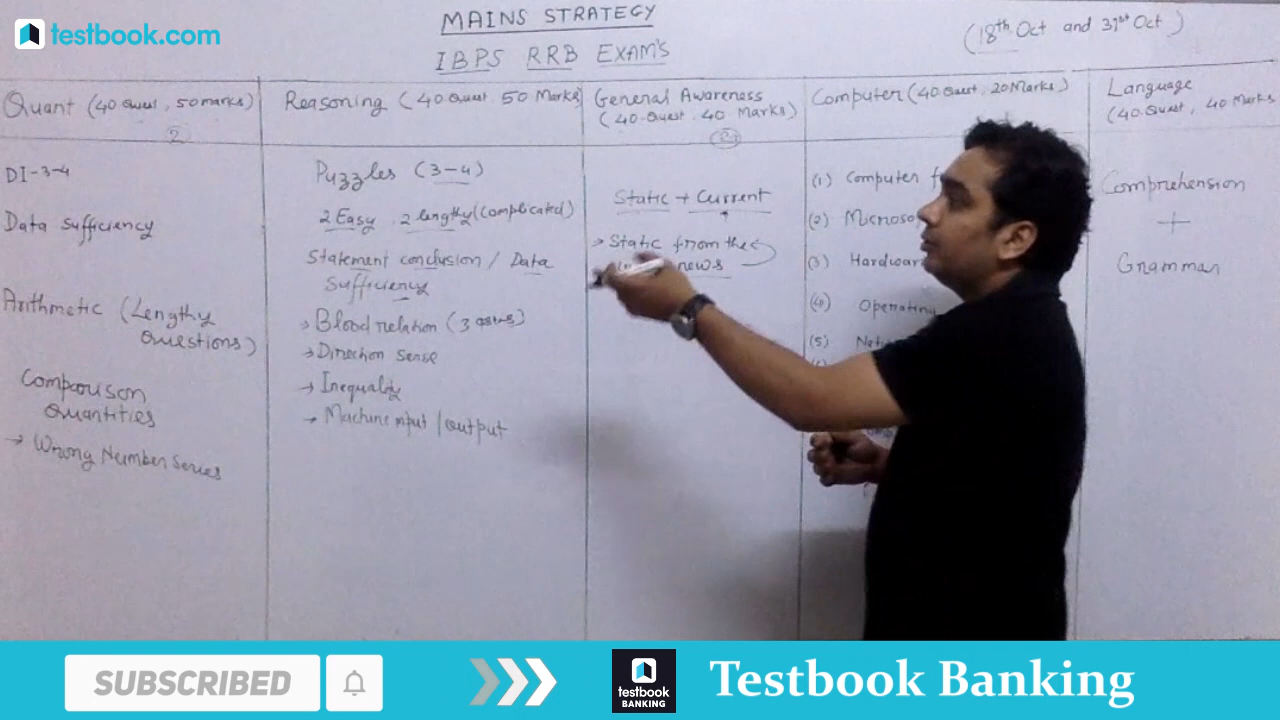 testbook.com
MAINS STRATEGY
IBPS RRB EXAM'S
(18th Oct and 31st Oct)
Quant (40 Quest, 50 marks)
2
DI-3-4
Data sufficiency
Arithmetic (Lengthy
Questions)
Comparison
Quantities
→ Wrong Number Series
Reasoning (40 Quest. 50 Marks)
Puzzles (3-4)
2 Easy, 2 lengthy (complicated)
Statement conclusion / Data
Sufficiency
→ Blood relation (3
→ Direction sense
→ Inequality
→ Machine input / output
General Awareness
(40 Quest. 40 Marks)
Static + Current
→ Static from the
news
Computer (40 Quest, 20 Marks)
(1) Computer
(2)
(3) Hardwar
(4) Operating
(5)
Language
(40 Quest, 40 Marks
Comprehension
+
Grammar
SUBSCRIBED
testbook
BANKING
Testbook Banking